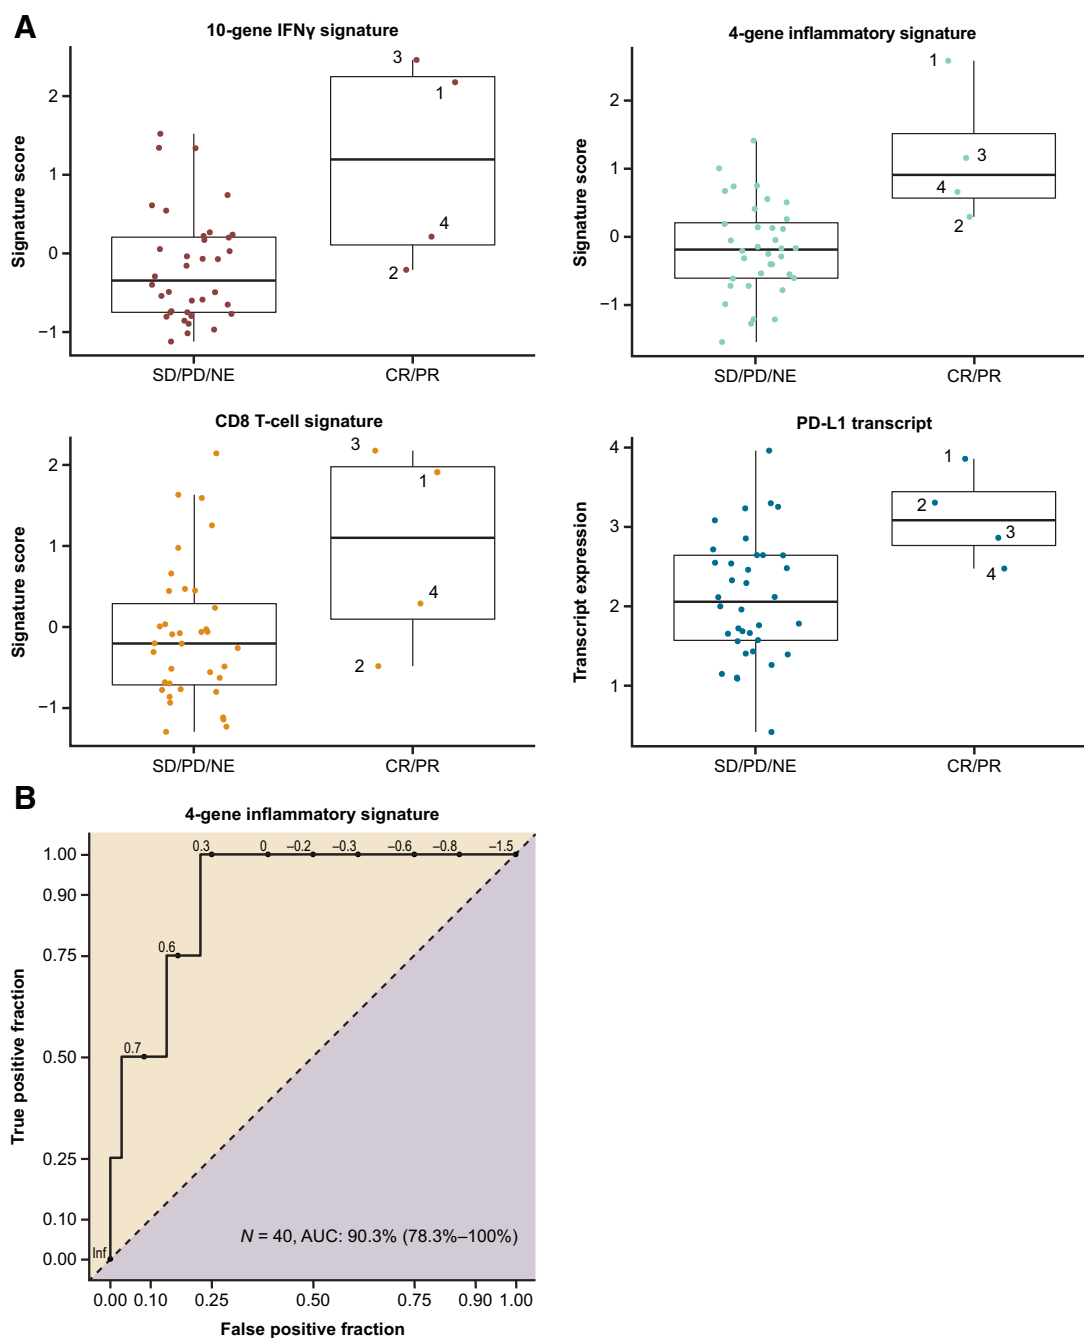 A
10-gene IFNγ signature
Signature score
2
1
0
−1
3
1
4
2
SD/PD/NE
CR/PR
4-gene inflammatory signature
Signature score
2
1
0
−1
1
3
4
2
SD/PD/NE
CR/PR
CD8 T-cell signature
Signature score
2
1
0
−1
3
1
4
2
SD/PD/NE
CR/PR
PD-L1 transcript
Transcript expression
4
3
2
1
1
2
3
4
SD/PD/NE
CR/PR
B
4-gene inflammatory signature
True positive fraction
1.00
0.90
0.75
0.50
0.25
0.10
0.00
0.3 0 −0.2 −0.3 −0.6 −0.8 −1.5
0.6
0.7
Inf
N = 40, AUC: 90.3% (78.3%–100%)
0.00 0.10 0.25 0.50 0.75 0.90 1.00
False positive fraction